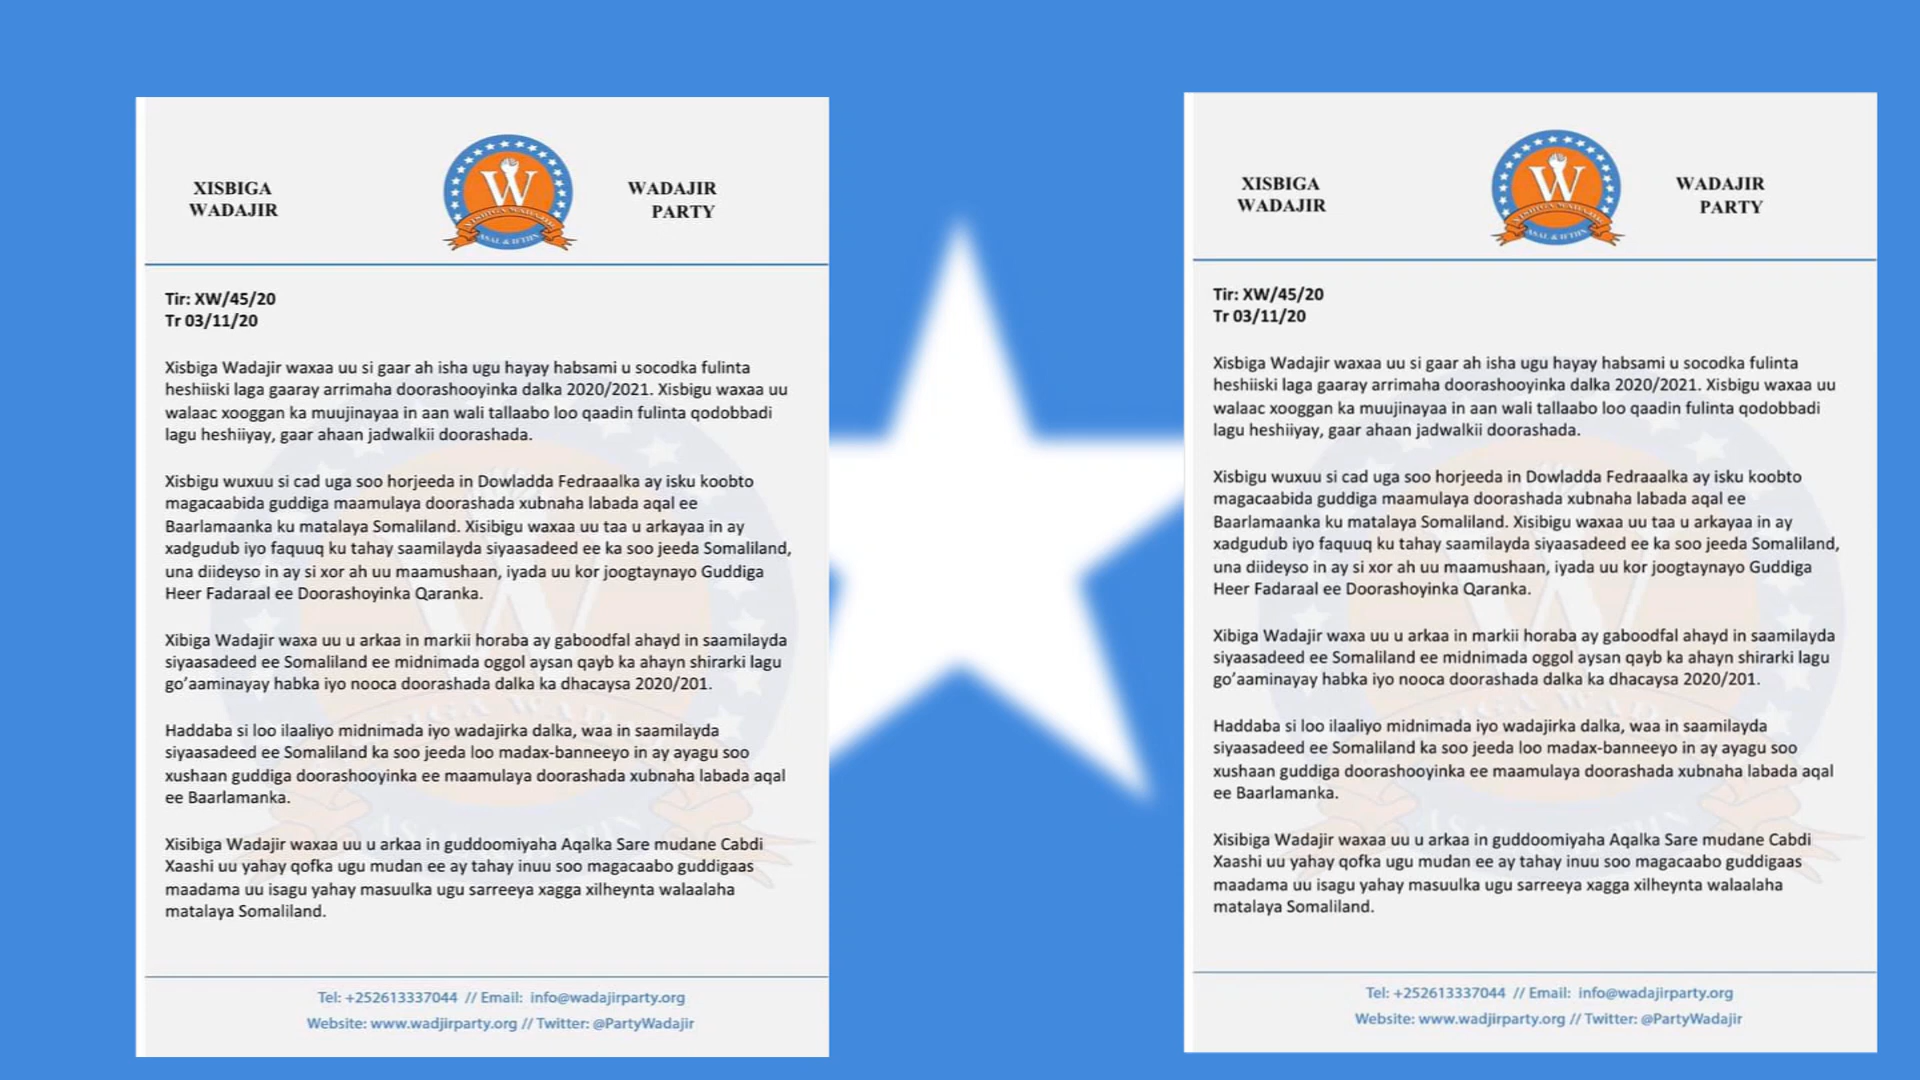 XISBIGA
WADAJIR
WADAJIR
PARTY
W
XISBIGA WADAJIR
Tir: XW/45/20
Tr 03/11/20
Xisbiga Wadajir waxaa uu si gaar ah isha ugu hayay habsami u socodka fulinta
heshiiski laga gaaray arrimaha doorashooyinka dalka 2020/2021. Xisbigu waxaa uu
walaac xooggan ka muujinayaa in aan wali tallaabo loo qaadin fulinta qodobbadi
lagu heshiiyay, gaar ahaan jadwalkii doorashada.
Xisbigu wuxuu si cad uga soo horjeeda in Dowladda Fedraaalka ay isku koobto
magacaabida guddiga maamulaya doorashada xubnaha labada aqal ee
Baarlamaanka ku matalaya Somaliland. Xisibigu waxaa uu taa u arkayaa in ay
xadgudub iyo faquuq ku tahay saamilayda siyaasadeed ee ka soo jeeda Somaliland,
una diideyso in ay si xor ah uu maamushaan, iyada uu kor joogtaynayo Guddiga
Heer Fadaraal ee Doorashoyinka Qaranka.
Xibiga Wadajir waxa uu u arkaa in markii horaba ay gaboodfal ahayd in saamilayda
siyaasadeed ee Somaliland ee midnimada oggol aysan qayb ka ahayn shirarki lagu
go’aaminayay habka iyo nooca doorashada dalka ka dhacaysa 2020/201.
Haddaba si loo ilaaliyo midnimada iyo wadajirka dalka, waa in saamilayda
siyaasadeed ee Somaliland ka soo jeeda loo madax-banneeyo in ay ayagu soo
xushaan guddiga doorashooyinka ee maamulaya doorashada xubnaha labada aqal
ee Baarlamanka.
Xisibiga Wadajir waxaa uu u arkaa in guddoomiyaha Aqalka Sare mudane Cabdi
Xaashi uu yahay qofka ugu mudan ee ay tahay inuu soo magacaabo guddigaas
maadama uu isagu yahay masuulka ugu sarreeya xagga xilheynta walaalaha
matalaya Somaliland.
Tel: +252613337044 // Email: info@wadajirparty.org
Website: www.wadjirparty.org // Twitter: @PartyWadajir
XISBIGA
WADAJIR
WADAJIR
PARTY
W
XISBIGA WADAJIR
Tir: XW/45/20
Tr 03/11/20
Xisbiga Wadajir waxaa uu si gaar ah isha ugu hayay habsami u socodka fulinta
heshiiski laga gaaray arrimaha doorashooyinka dalka 2020/2021. Xisbigu waxaa uu
walaac xooggan ka muujinayaa in aan wali tallaabo loo qaadin fulinta qodobbadi
lagu heshiiyay, gaar ahaan jadwalkii doorashada.
Xisbigu wuxuu si cad uga soo horjeeda in Dowladda Fedraaalka ay isku koobto
magacaabida guddiga maamulaya doorashada xubnaha labada aqal ee
Baarlamaanka ku matalaya Somaliland. Xisibigu waxaa uu taa u arkayaa in ay
xadgudub iyo faquuq ku tahay saamilayda siyaasadeed ee ka soo jeeda Somaliland,
una diideyso in ay si xor ah uu maamushaan, iyada uu kor joogtaynayo Guddiga
Heer Fadaraal ee Doorashoyinka Qaranka.
Xibiga Wadajir waxa uu u arkaa in markii horaba ay gaboodfal ahayd in saamilayda
siyaasadeed ee Somaliland ee midnimada oggol aysan qayb ka ahayn shirarki lagu
go’aaminayay habka iyo nooca doorashada dalka ka dhacaysa 2020/201.
Haddaba si loo ilaaliyo midnimada iyo wadajirka dalka, waa in saamilayda
siyaasadeed ee Somaliland ka soo jeeda loo madax-banneeyo in ay ayagu soo
xushaan guddiga doorashooyinka ee maamulaya doorashada xubnaha labada aqal
ee Baarlamanka.
Xisibiga Wadajir waxaa uu u arkaa in guddoomiyaha Aqalka Sare mudane Cabdi
Xaashi uu yahay qofka ugu mudan ee ay tahay inuu soo magacaabo guddigaas
maadama uu isagu yahay masuulka ugu sarreeya xagga xilheynta walaalaha
matalaya Somaliland.
Tel: +252613337044 // Email: info@wadajirparty.org
Website: www.wadjirparty.org // Twitter: @PartyWadajir